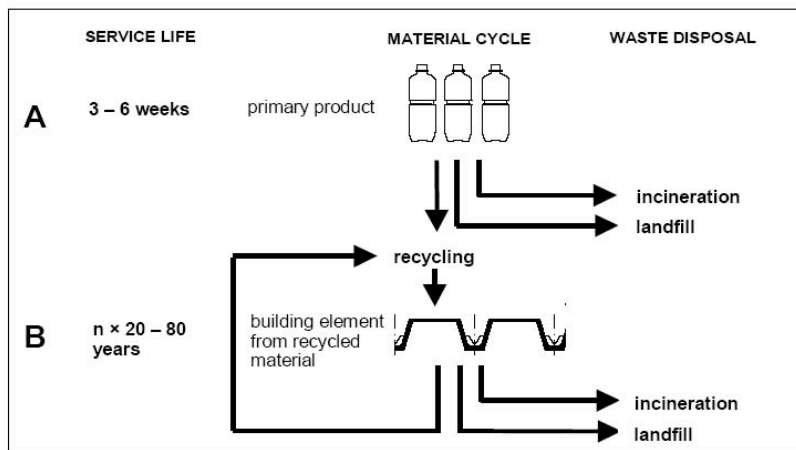 SERVICE LIFE
MATERIAL CYCLE
WASTE DISPOSAL
A
3 – 6 weeks
primary product
incineration
landfill
recycling
B
n × 20 – 80
years
building element
from recycled
material
incineration
landfill